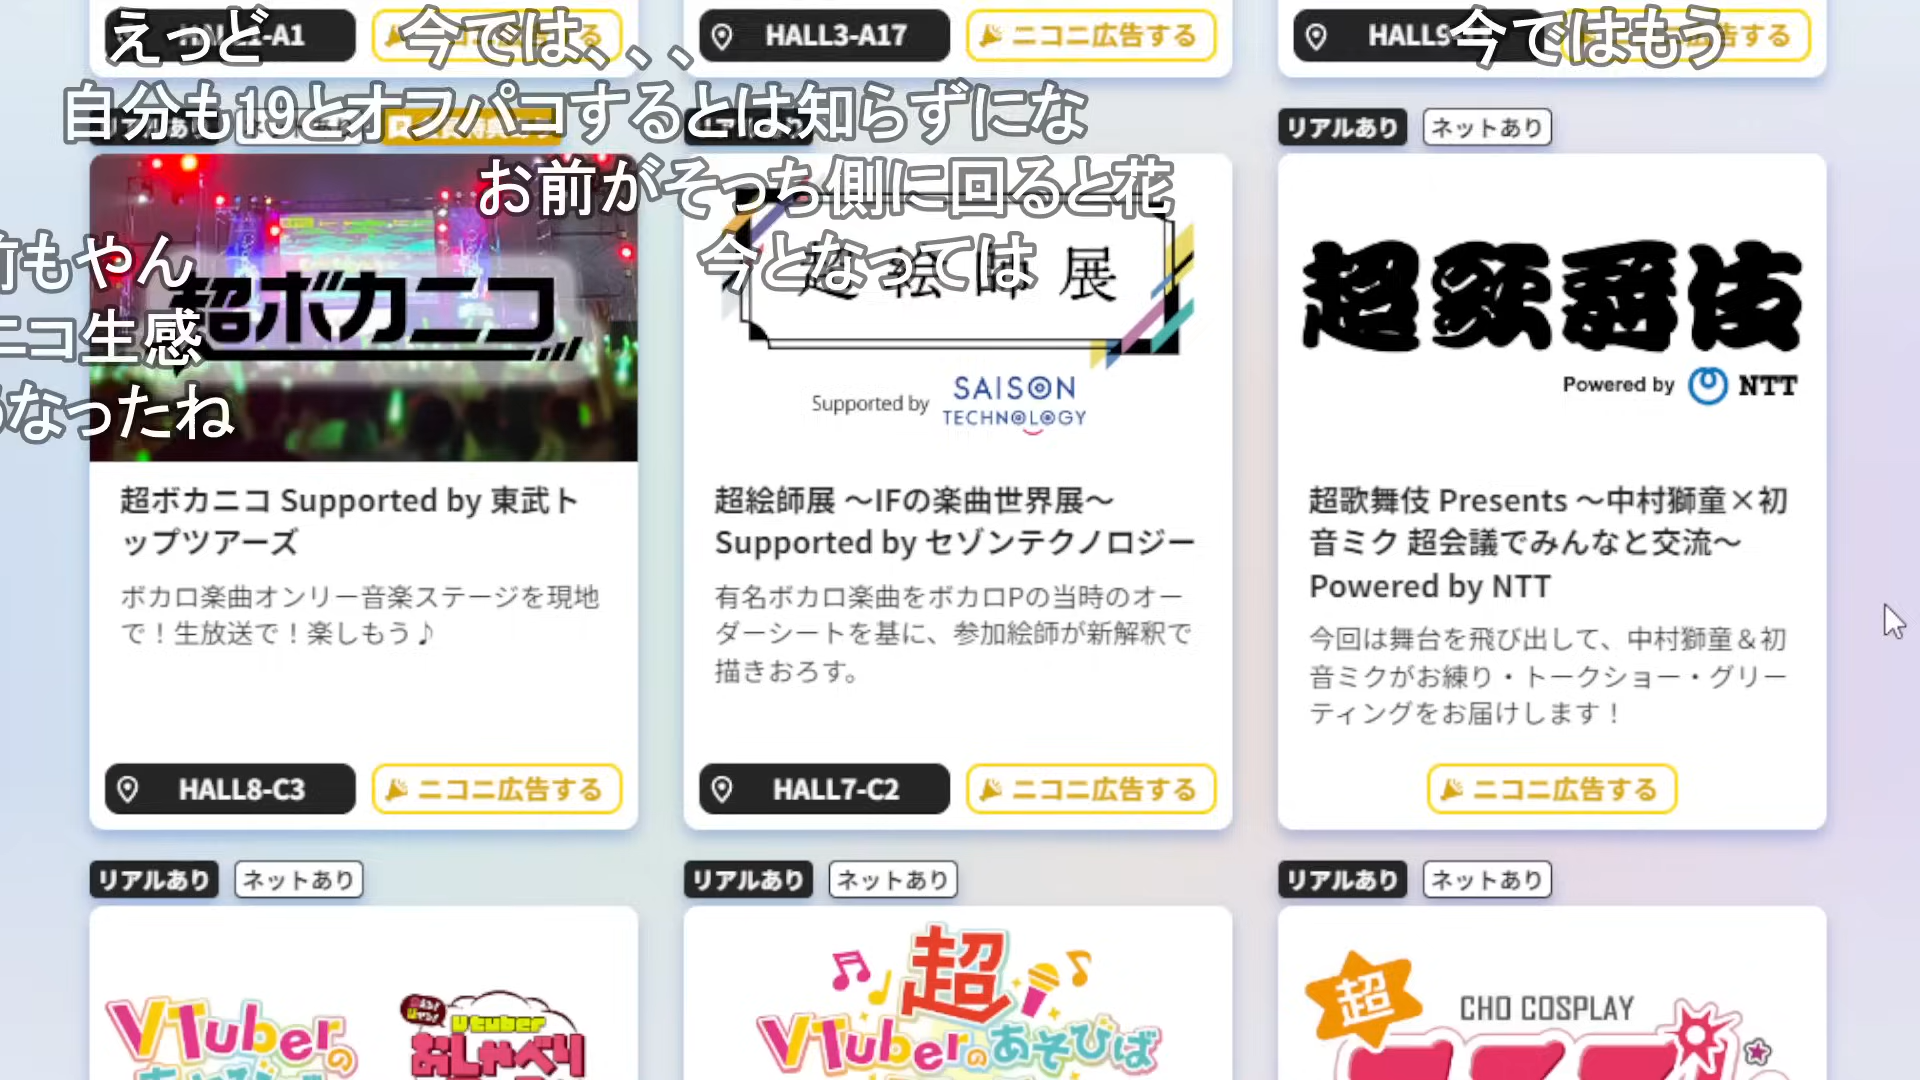 えっど
今では、、、
今ではもう
HALL3-A17
ニコニ広告する
自分も19とオフパコするとは知らずにな
お前がそっち側に回ると花
今となっては
前もやん
ニコ生感
なったね
リアルあり
ネットあり
超ボカニコ
超絵師展
Supported by SAISON TECHNOLOGY
超歌舞伎
Powered by NTT
超ボカニコ Supported by 東武ト
ップツアーズ
ボカロ楽曲オンリー音楽ステージを現地
で！生放送で！楽しもう♪
HALL8-C3
ニコニ広告する
超絵師展 〜IFの楽曲世界展〜
Supported by セゾンテクノロジー
有名ボカロ楽曲をボカロPの当時のオー
ダーシートを基に、参加絵師が新解釈で
描きおろす。
HALL7-C2
ニコニ広告する
超歌舞伎 Presents 〜中村獅童×初
音ミク 超会議でみんなと交流〜
Powered by NTT
今回は舞台を飛び出して、中村獅童＆初
音ミクがお練り・トークショー・グリー
ティングをお届けします！
ニコニ広告する
リアルあり
ネットあり
リアルあり
ネットあり
リアルあり
ネットあり
VTuberの
Vtuber
おしゃべり
超
VTuberのあそびば
超
CHO COSPLAY